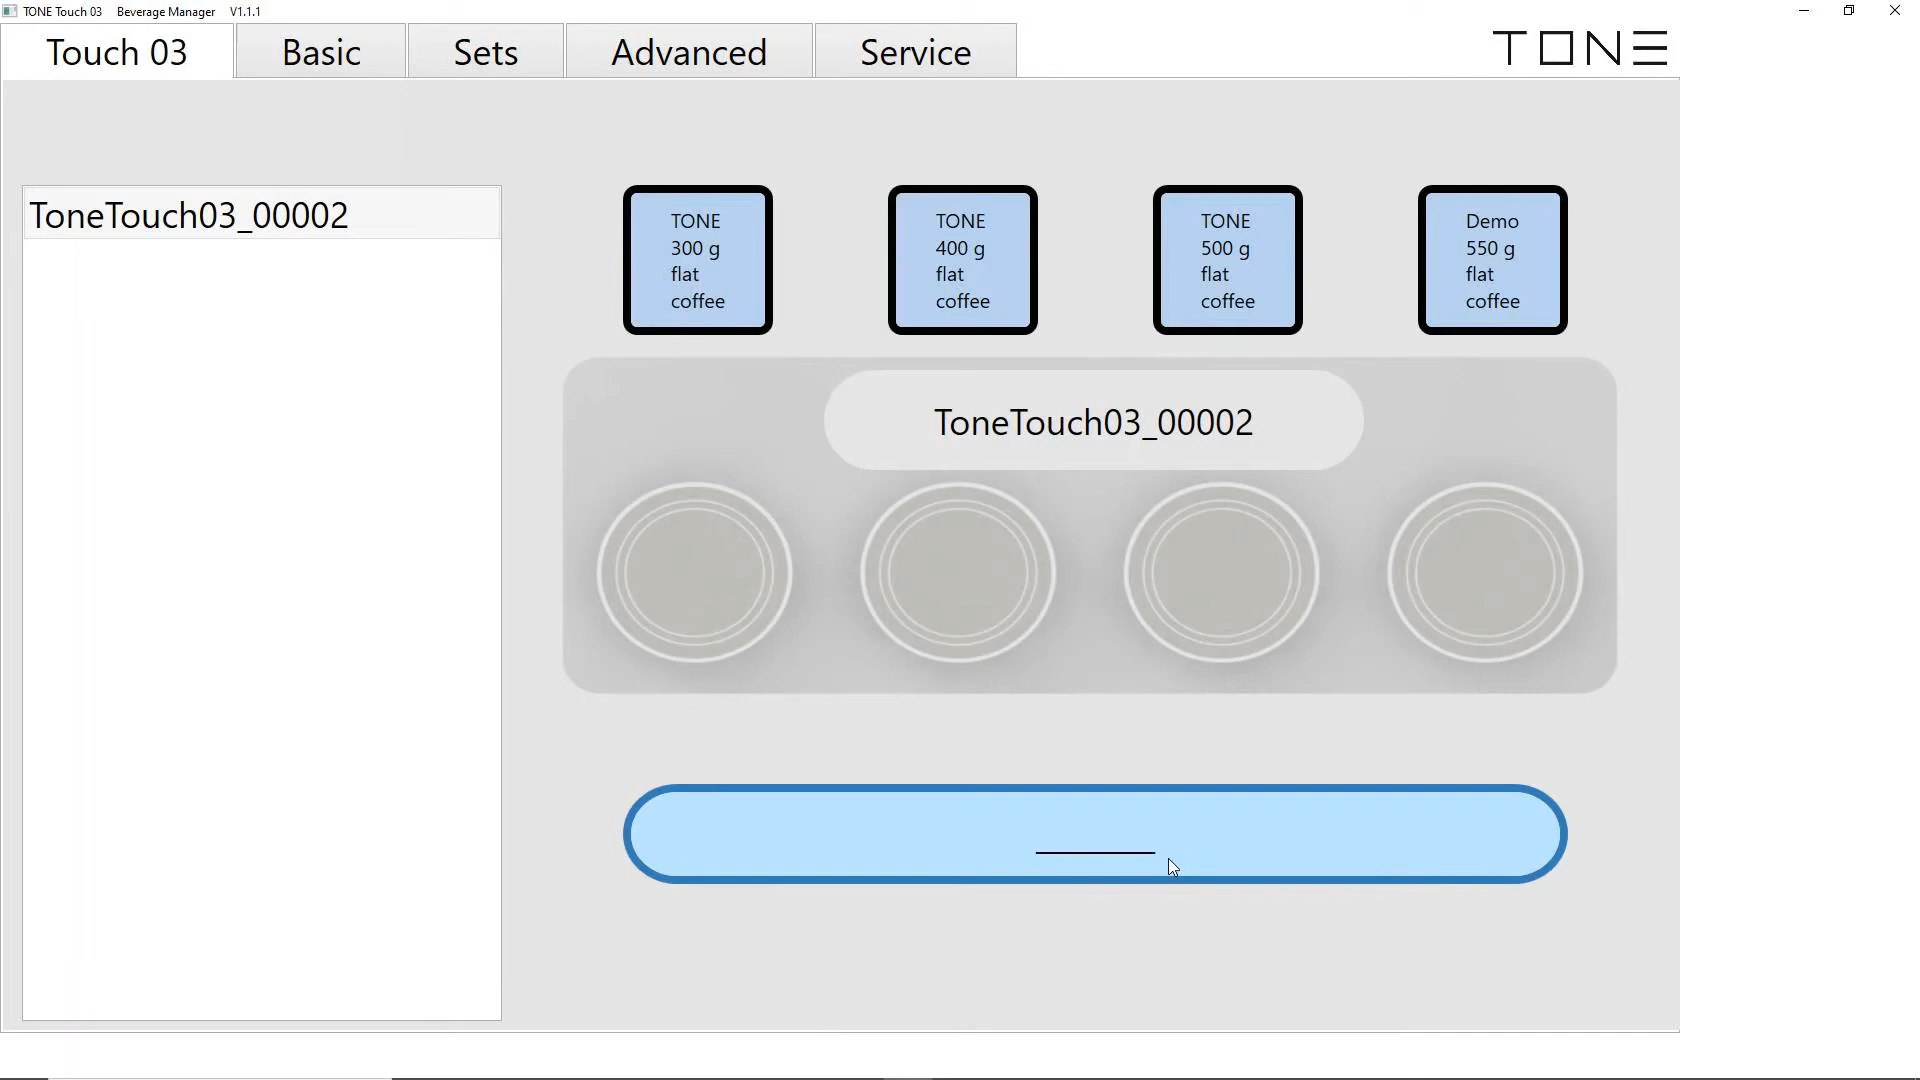 TONE Touch 03 Beverage Manager V1.1.1
Touch 03 Basic Sets Advanced Service
TONE
ToneTouch03_00002
TONE
300 g
flat
coffee
TONE
400 g
flat
coffee
TONE
500 g
flat
coffee
Demo
550 g
flat
coffee
ToneTouch03_00002